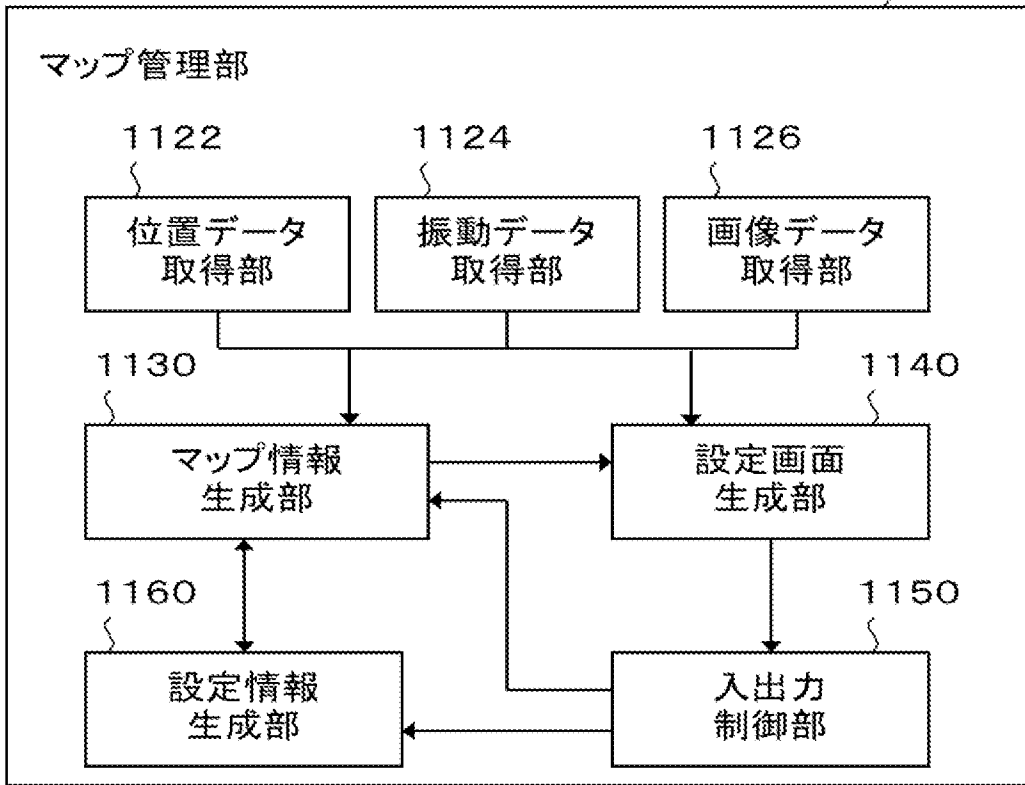 マップ管理部
1122
1124
1126
位置データ
取得部
振動データ
取得部
画像データ
取得部
1130
1140
マップ情報
生成部
設定画面
生成部
1160
1150
設定情報
生成部
入出力
制御部